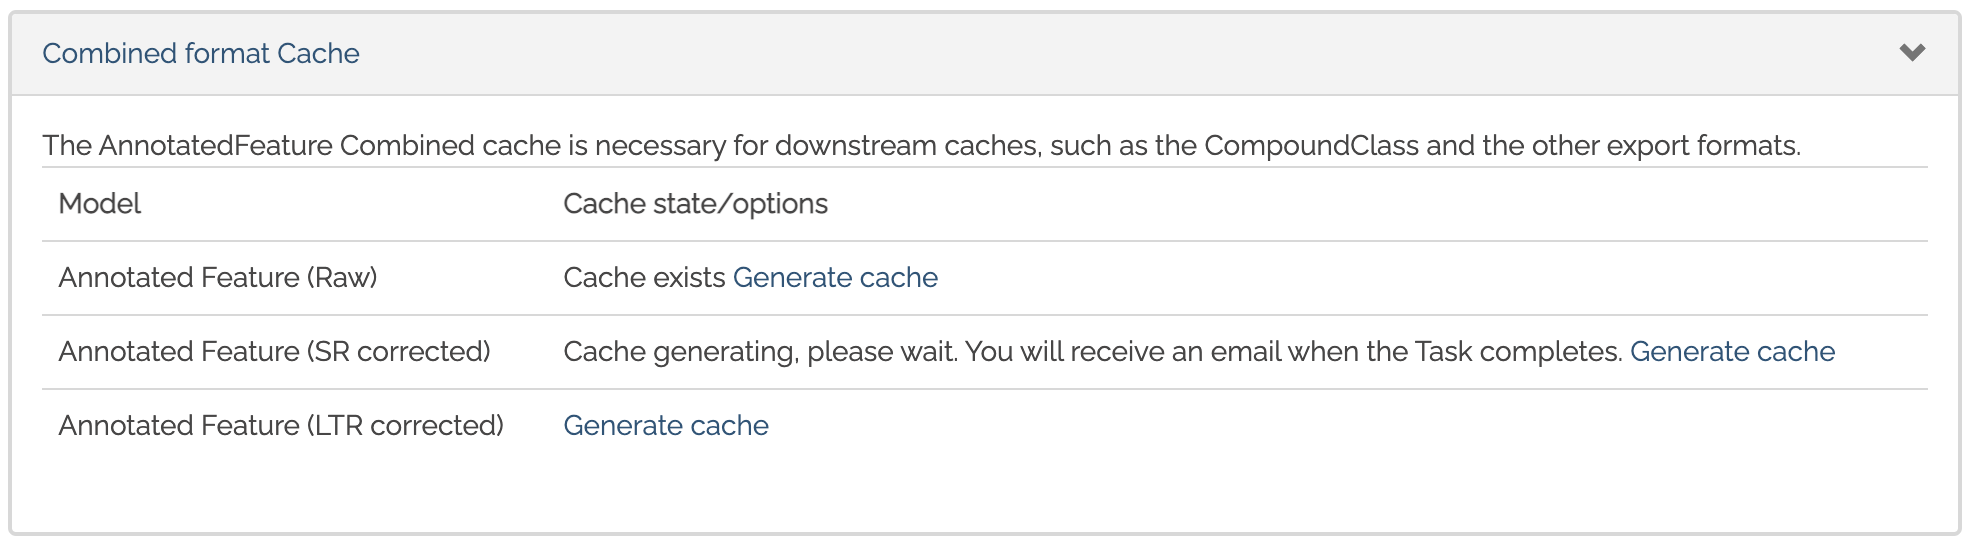 Combined format Cache
The AnnotatedFeature Combined cache is necessary for downstream caches, such as the CompoundClass and the other export formats.
Model Cache state/options
Annotated Feature (Raw) Cache exists Generate cache
Annotated Feature (SR corrected) Cache generating, please wait. You will receive an email when the Task completes. Generate cache
Annotated Feature (LTR corrected) Generate cache